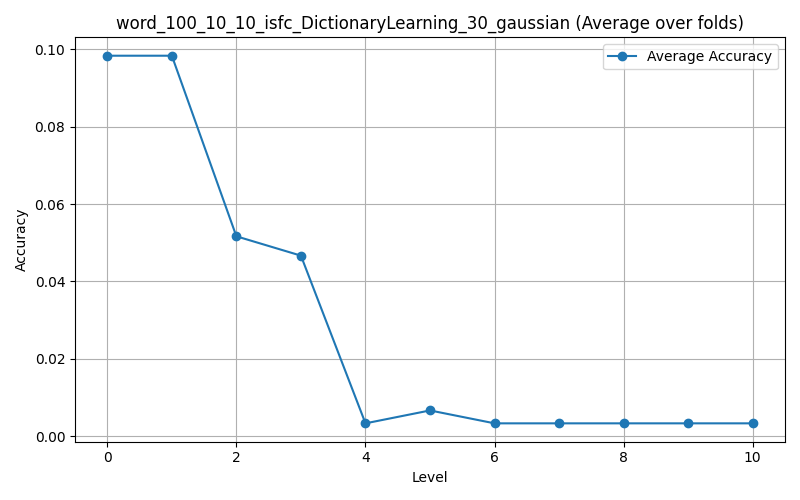 word_100_10_10_isfc_DictionaryLearning_30_gaussian (Average over folds)
Average Accuracy
Accuracy
0.10
0.08
0.06
0.04
0.02
0.00
0 2 4 6 8 10
Level